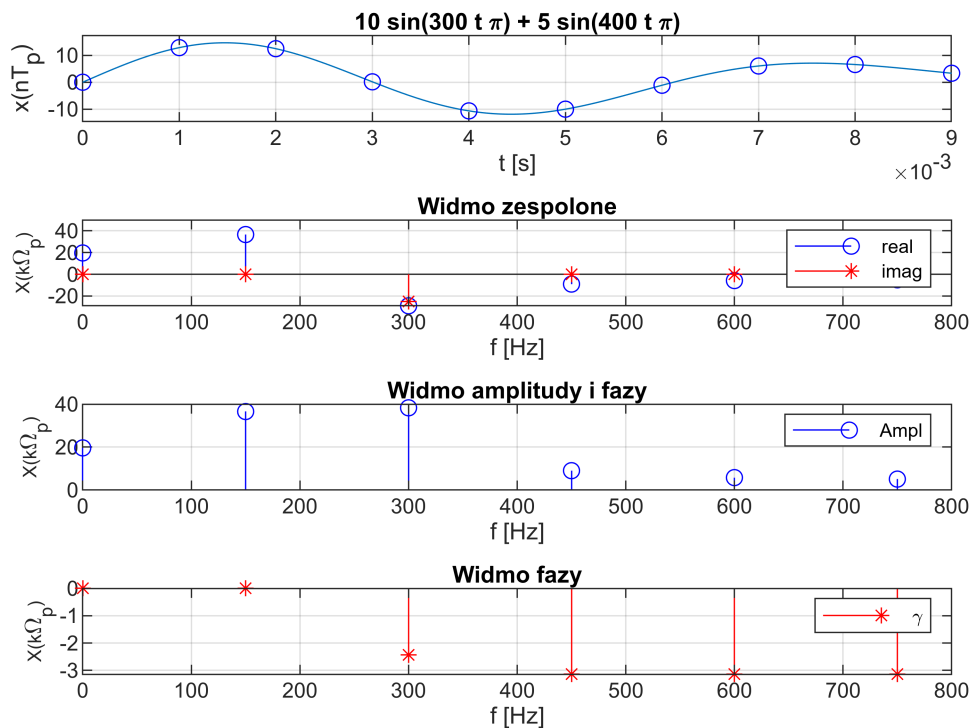 10 sin(300 t π) + 5 sin(400 t π)
x(nT_p)
10
0
-10
0 1 2 3 4 5 6 7 8 9
t [s]
×10^-3
Widmo zespolone
X(kΩ_p)
40
20
0
-20
real
imag
0 100 200 300 400 500 600 700 800
f [Hz]
Widmo amplitudy i fazy
X(kΩ_p)
40
20
0
Ampl
0 100 200 300 400 500 600 700 800
f [Hz]
Widmo fazy
X(kΩ_p)
0
-1
-2
-3
γ
0 100 200 300 400 500 600 700 800
f [Hz]